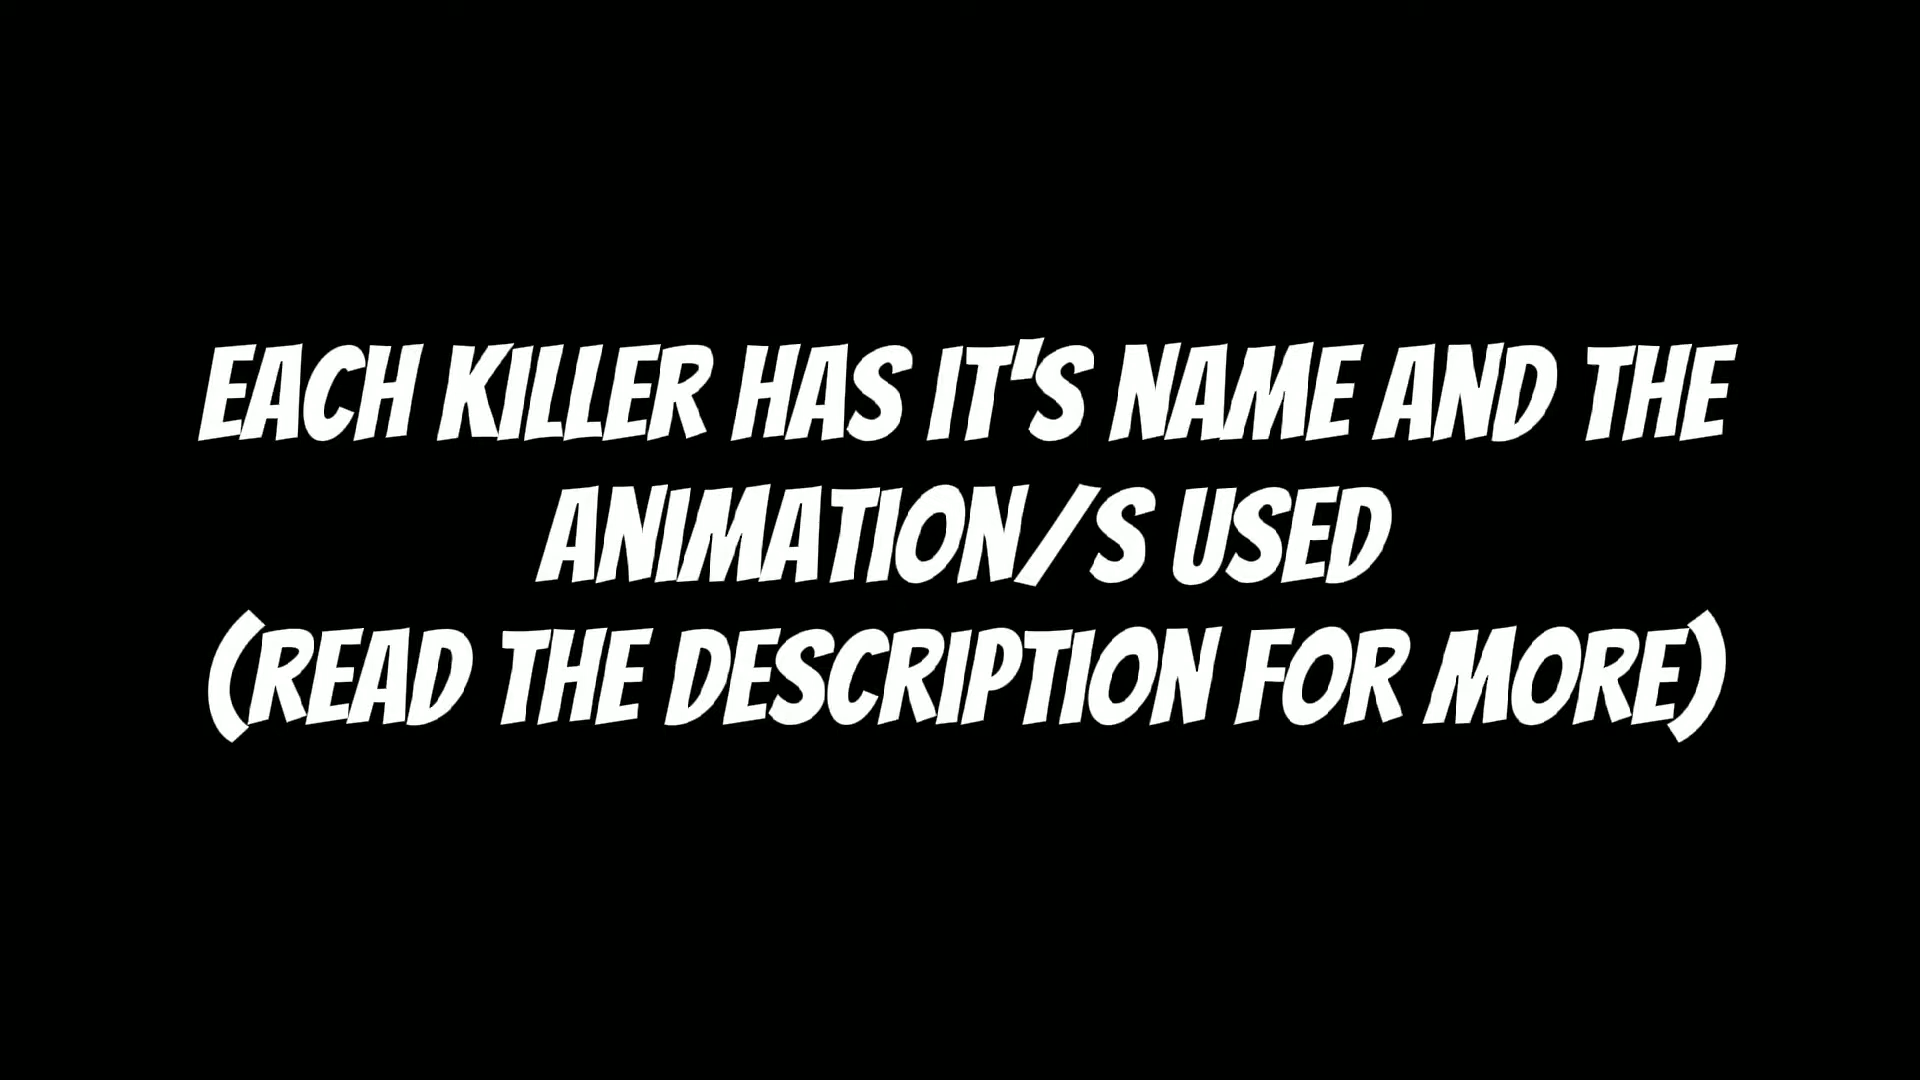 EACH KILLER HAS IT'S NAME AND THE
ANIMATION/S USED
(READ THE DESCRIPTION FOR MORE)